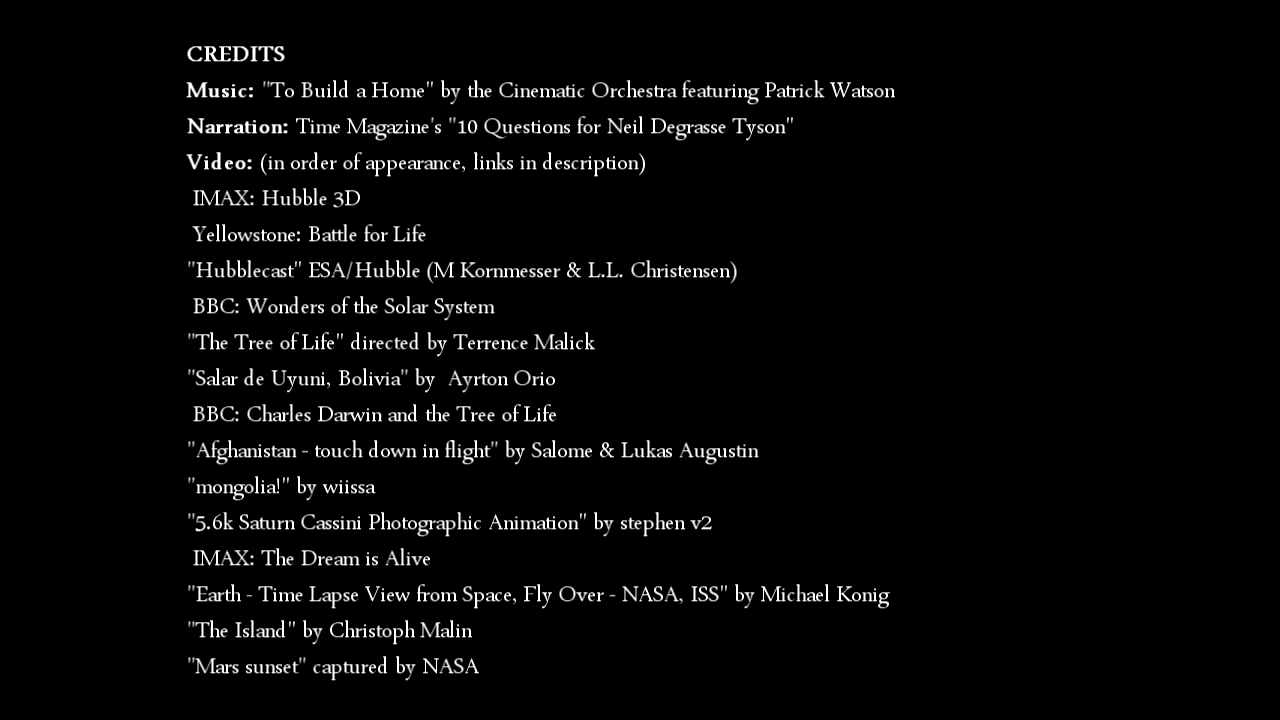 CREDITS
Music: "To Build a Home" by the Cinematic Orchestra featuring Patrick Watson
Narration: Time Magazine's "10 Questions for Neil Degrasse Tyson"
Video: (in order of appearance, links in description)
IMAX: Hubble 3D
Yellowstone: Battle for Life
"Hubblecast" ESA/Hubble (M Kornmesser & L.L. Christensen)
BBC: Wonders of the Solar System
"The Tree of Life" directed by Terrence Malick
"Salar de Uyuni, Bolivia" by Ayrton Orio
BBC: Charles Darwin and the Tree of Life
"Afghanistan - touch down in flight" by Salome & Lukas Augustin
"mongolia!" by wiissa
"5.6k Saturn Cassini Photographic Animation" by stephen v2
IMAX: The Dream is Alive
"Earth - Time Lapse View from Space, Fly Over - NASA, ISS" by Michael Konig
"The Island" by Christoph Malin
"Mars sunset" captured by NASA